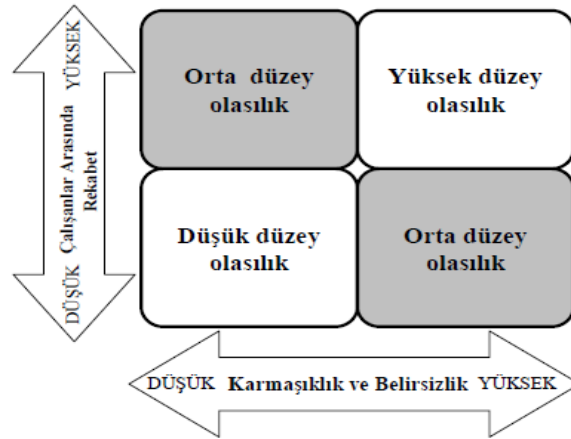 YÜKSEK
Çalışanlar Arasında
Rekabet
DÜŞÜK
Orta düzey
olasılık
Yüksek düzey
olasılık
Düşük düzey
olasılık
Orta düzey
olasılık
DÜŞÜK Karmaşıklık ve Belirsizlik YÜKSEK